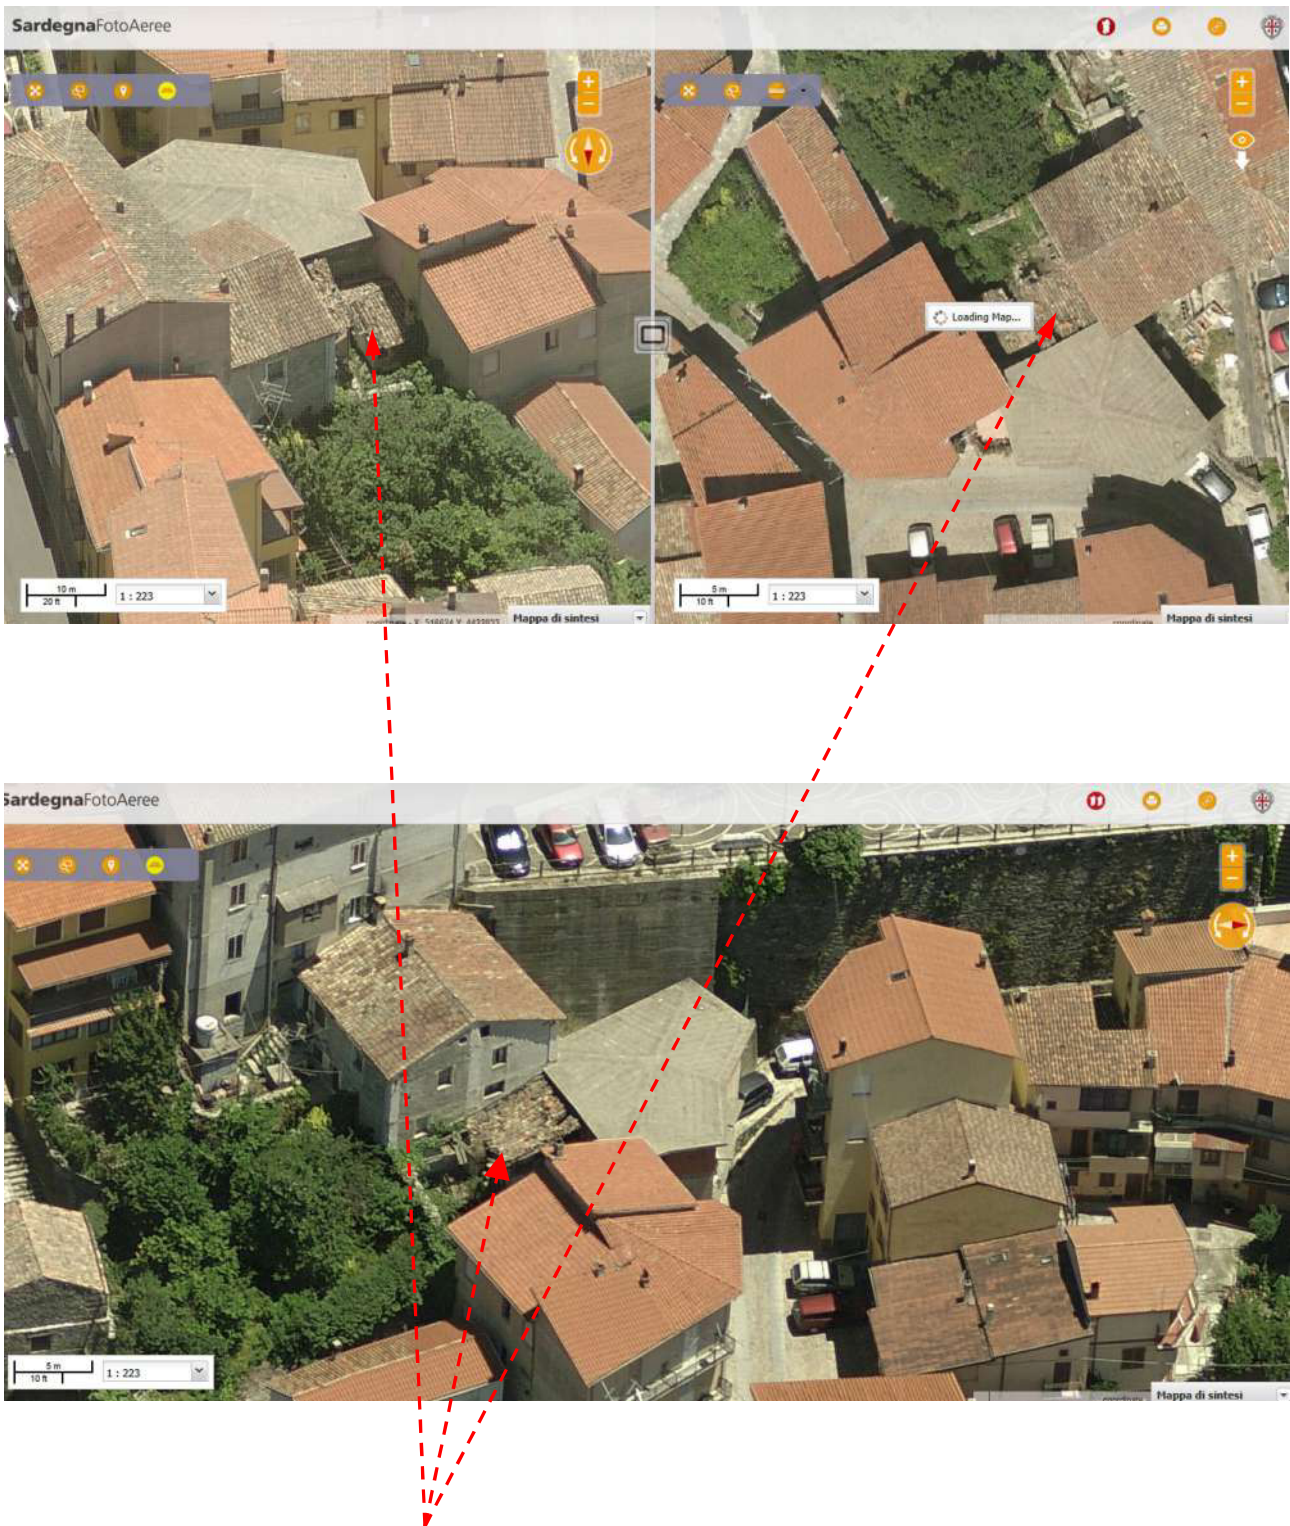 SardegnaFotoAeree
Loading Map...
10 m
20 ft
1 : 223
Mappa di sintesi
5 m
10 ft
1 : 223
coordinate
Mappa di sintesi
SardegnaFotoAeree
5 m
10 ft
1 : 223
Mappa di sintesi